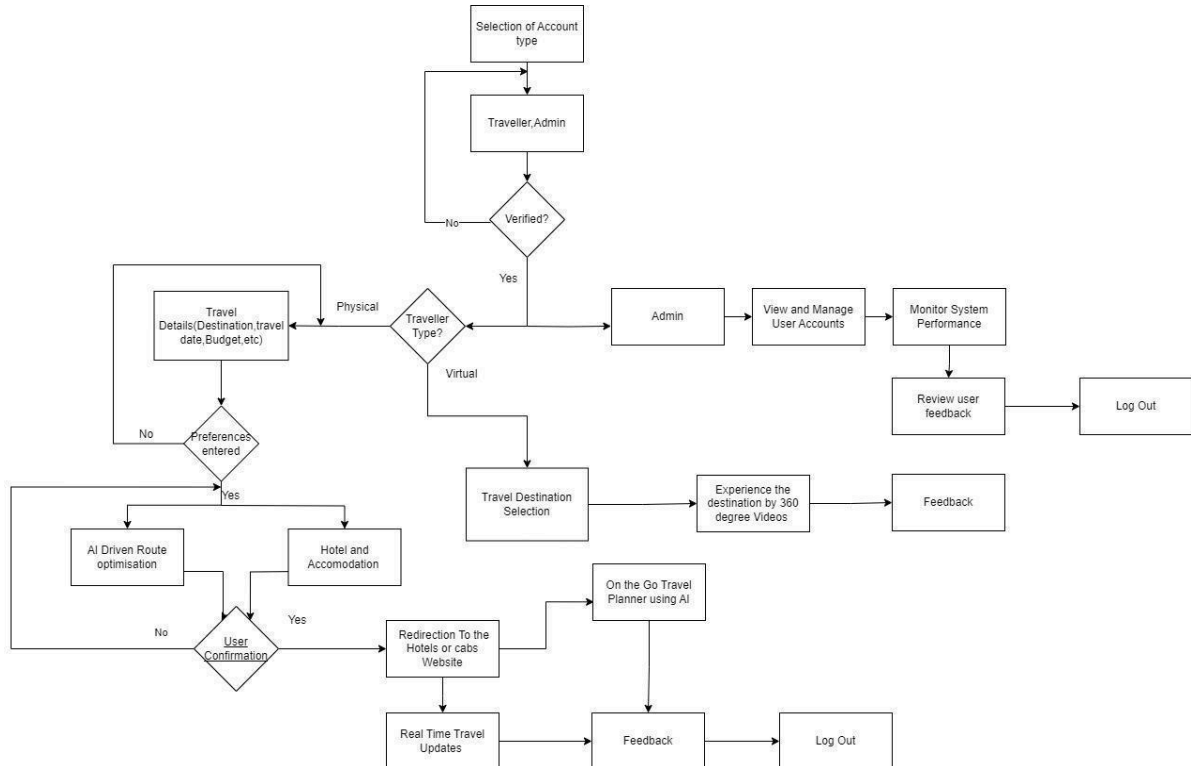 Selection of Account
type
Traveller,Admin
Verified?
No
Yes
Physical
Travel
Details(Destination,travel
date,Budget,etc)
Traveller
Type?
Admin
View and Manage
User Accounts
Monitor System
Performance
Virtual
Review user
feedback
Log Out
No
Preferences
entered
Yes
Travel Destination
Selection
Experience the
destination by 360
degree Videos
Feedback
AI Driven Route
optimisation
Hotel and
Accomodation
On the Go Travel
Planner using AI
No
User
Confirmation
Yes
Redirection To the
Hotels or cabs
Website
Real Time Travel
Updates
Feedback
Log Out